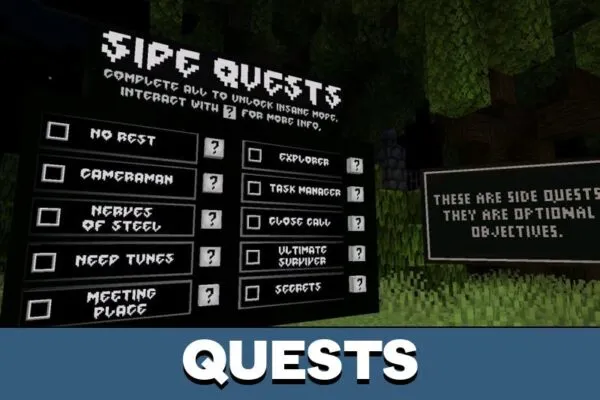 SIDE QUESTS
COMPLETE ALL TO UNLOCK INSANE MODE.
INTERACT WITH ? FOR MORE INFO.
NO REST ?
CAMERAMAN ?
NERVES
OF STEEL ?
NEED TUNES ?
MEETING
PLACE ?
EXPLORER ?
TASK MANAGER ?
CLOSE CALL ?
ULTIMATE
SURVIVER ?
SECRETS ?
THESE ARE SIDE QUESTS
THEY ARE OPTIONAL
OBJECTIVES.
QUESTS